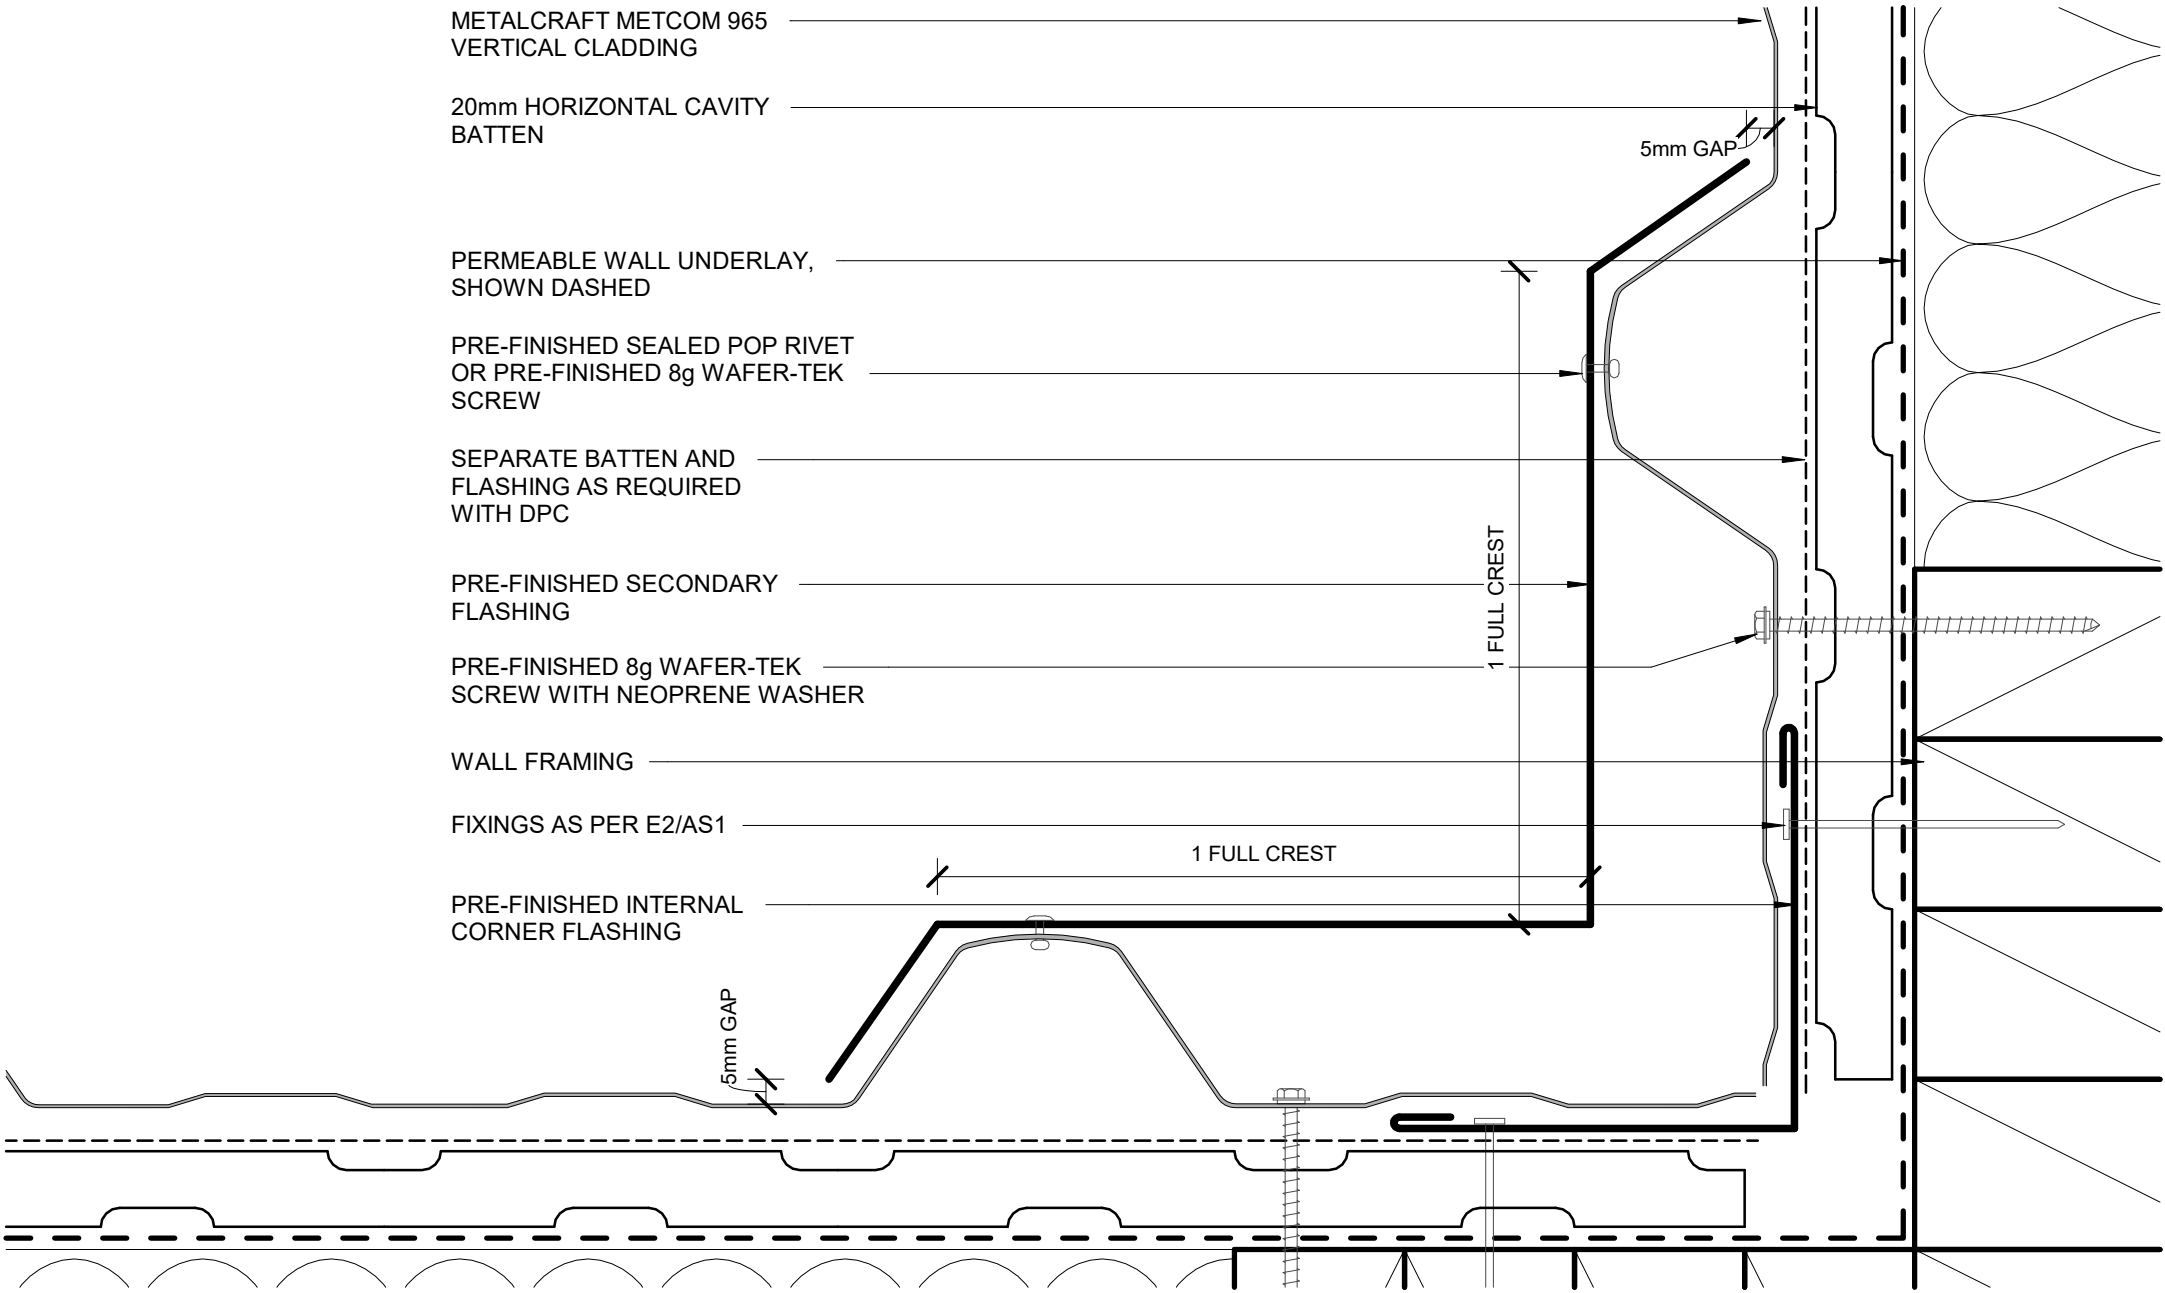 METALCRAFT METCOM 965
VERTICAL CLADDING
20mm HORIZONTAL CAVITY
BATTEN
5mm GAP
PERMEABLE WALL UNDERLAY,
SHOWN DASHED
PRE-FINISHED SEALED POP RIVET
OR PRE-FINISHED 8g WAFER-TEK
SCREW
SEPARATE BATTEN AND
FLASHING AS REQUIRED
WITH DPC
1 FULL CREST
PRE-FINISHED SECONDARY
FLASHING
PRE-FINISHED 8g WAFER-TEK
SCREW WITH NEOPRENE WASHER
WALL FRAMING
FIXINGS AS PER E2/AS1
1 FULL CREST
PRE-FINISHED INTERNAL
CORNER FLASHING
5mm GAP